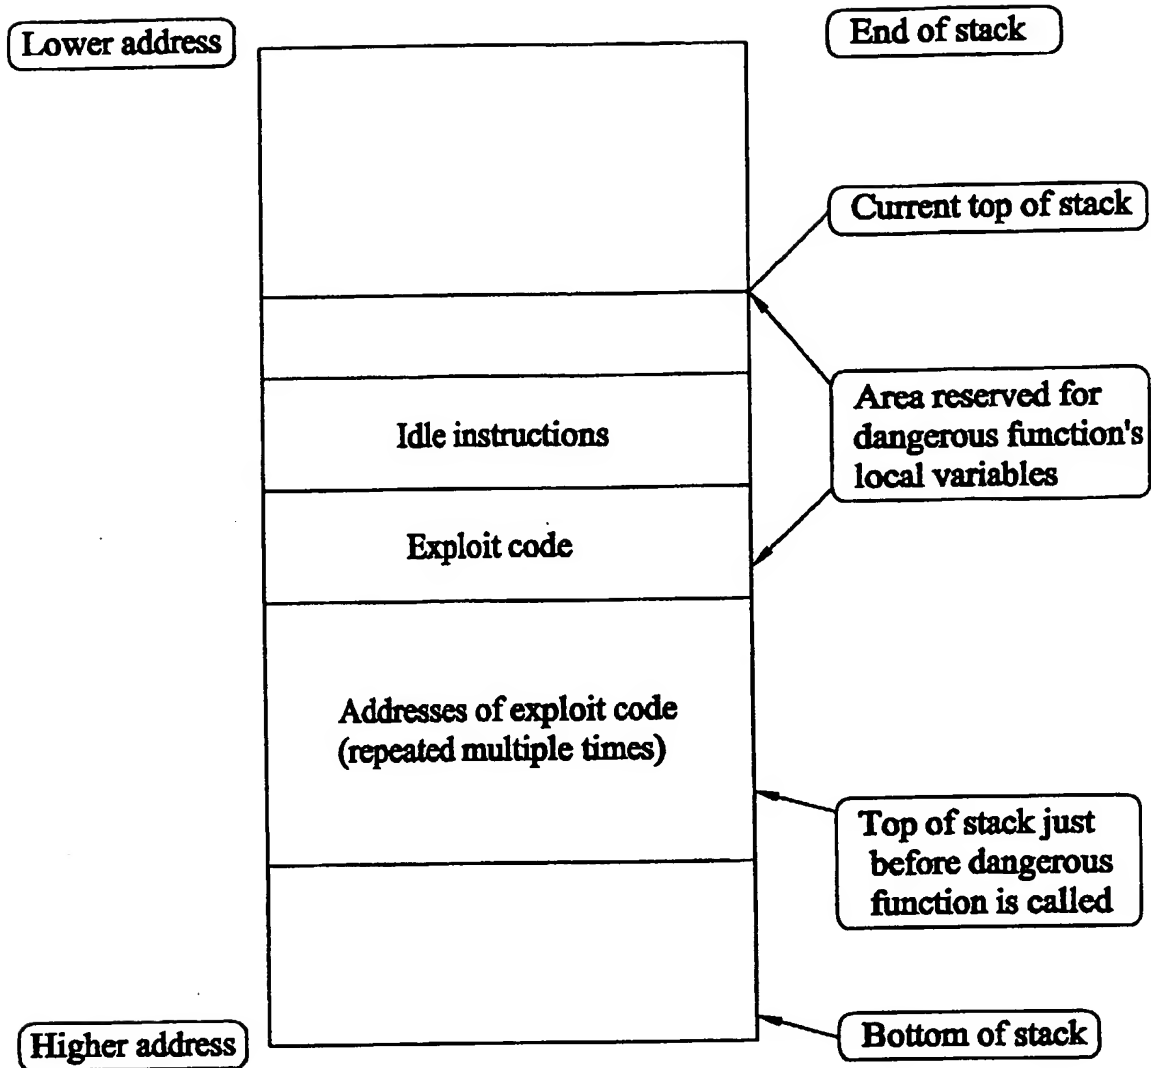 Lower address
End of stack
Current top of stack
Area reserved for
dangerous function's
local variables
Idle instructions
Exploit code
Addresses of exploit code
(repeated multiple times)
Top of stack just
before dangerous
function is called
Higher address
Bottom of stack